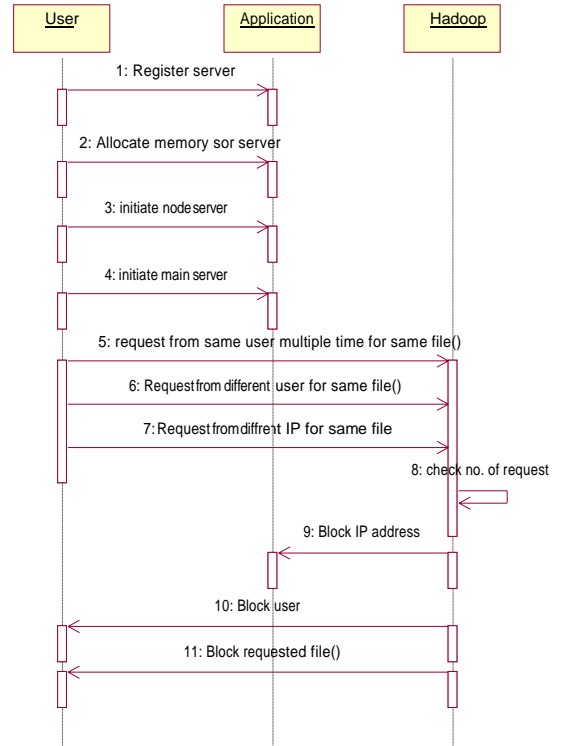 User
Application
Hadoop
1: Register server
2: Allocate memory sor server
3: initiate nodeserver
4: initiate main server
5: request from same user multiple time for same file()
6: Request from different user for same file()
7: Request from diffrent IP for same file
8: check no. of request
9: Block IP address
10: Block user
11: Block requested file()